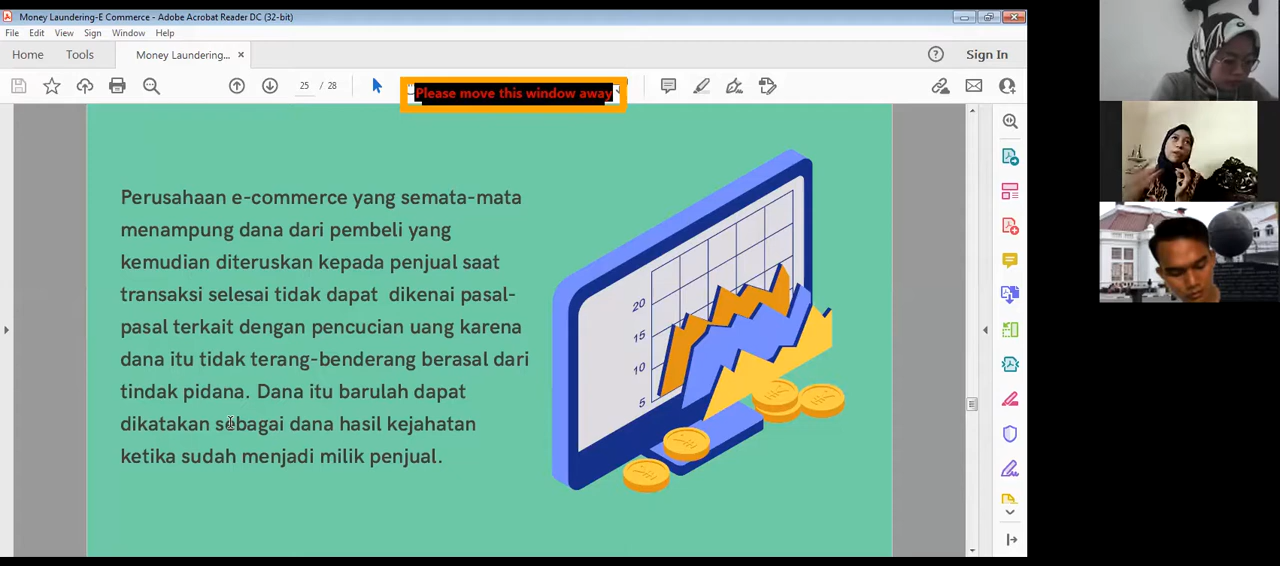 Money Laundering-E Commerce - Adobe Acrobat Reader DC (32-bit)
File Edit View Sign Window Help
Home Tools Money Laundering... × Sign In
25 / 28
Please move this window away
Perusahaan e-commerce yang semata-mata
menampung dana dari pembeli yang
kemudian diteruskan kepada penjual saat
transaksi selesai tidak dapat dikenai pasal-
pasal terkait dengan pencucian uang karena
dana itu tidak terang-benderang berasal dari
tindak pidana. Dana itu barulah dapat
dikatakan sebagai dana hasil kejahatan
ketika sudah menjadi milik penjual.
20
15
10
5